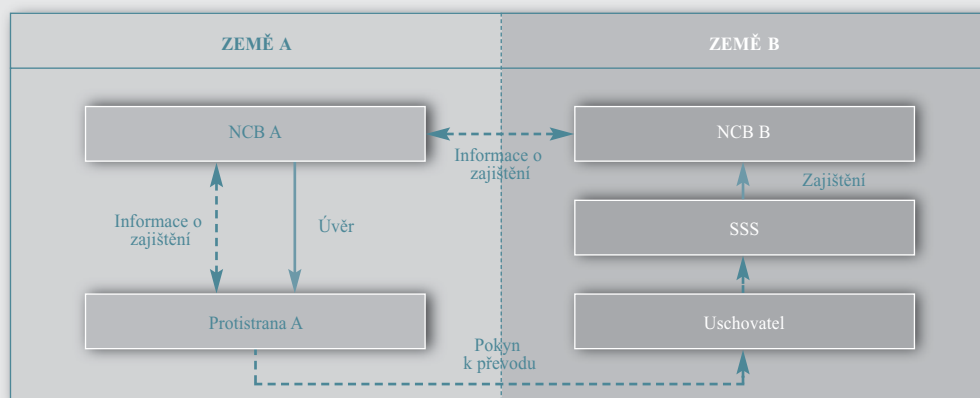 ZEMĚ A
ZEMĚ B
NCB A
NCB B
Informace o
zajištění
Zajištění
Informace o
zajištění
Úvěr
SSS
Protistrana A
Uschovatel
Pokyn
k převodu